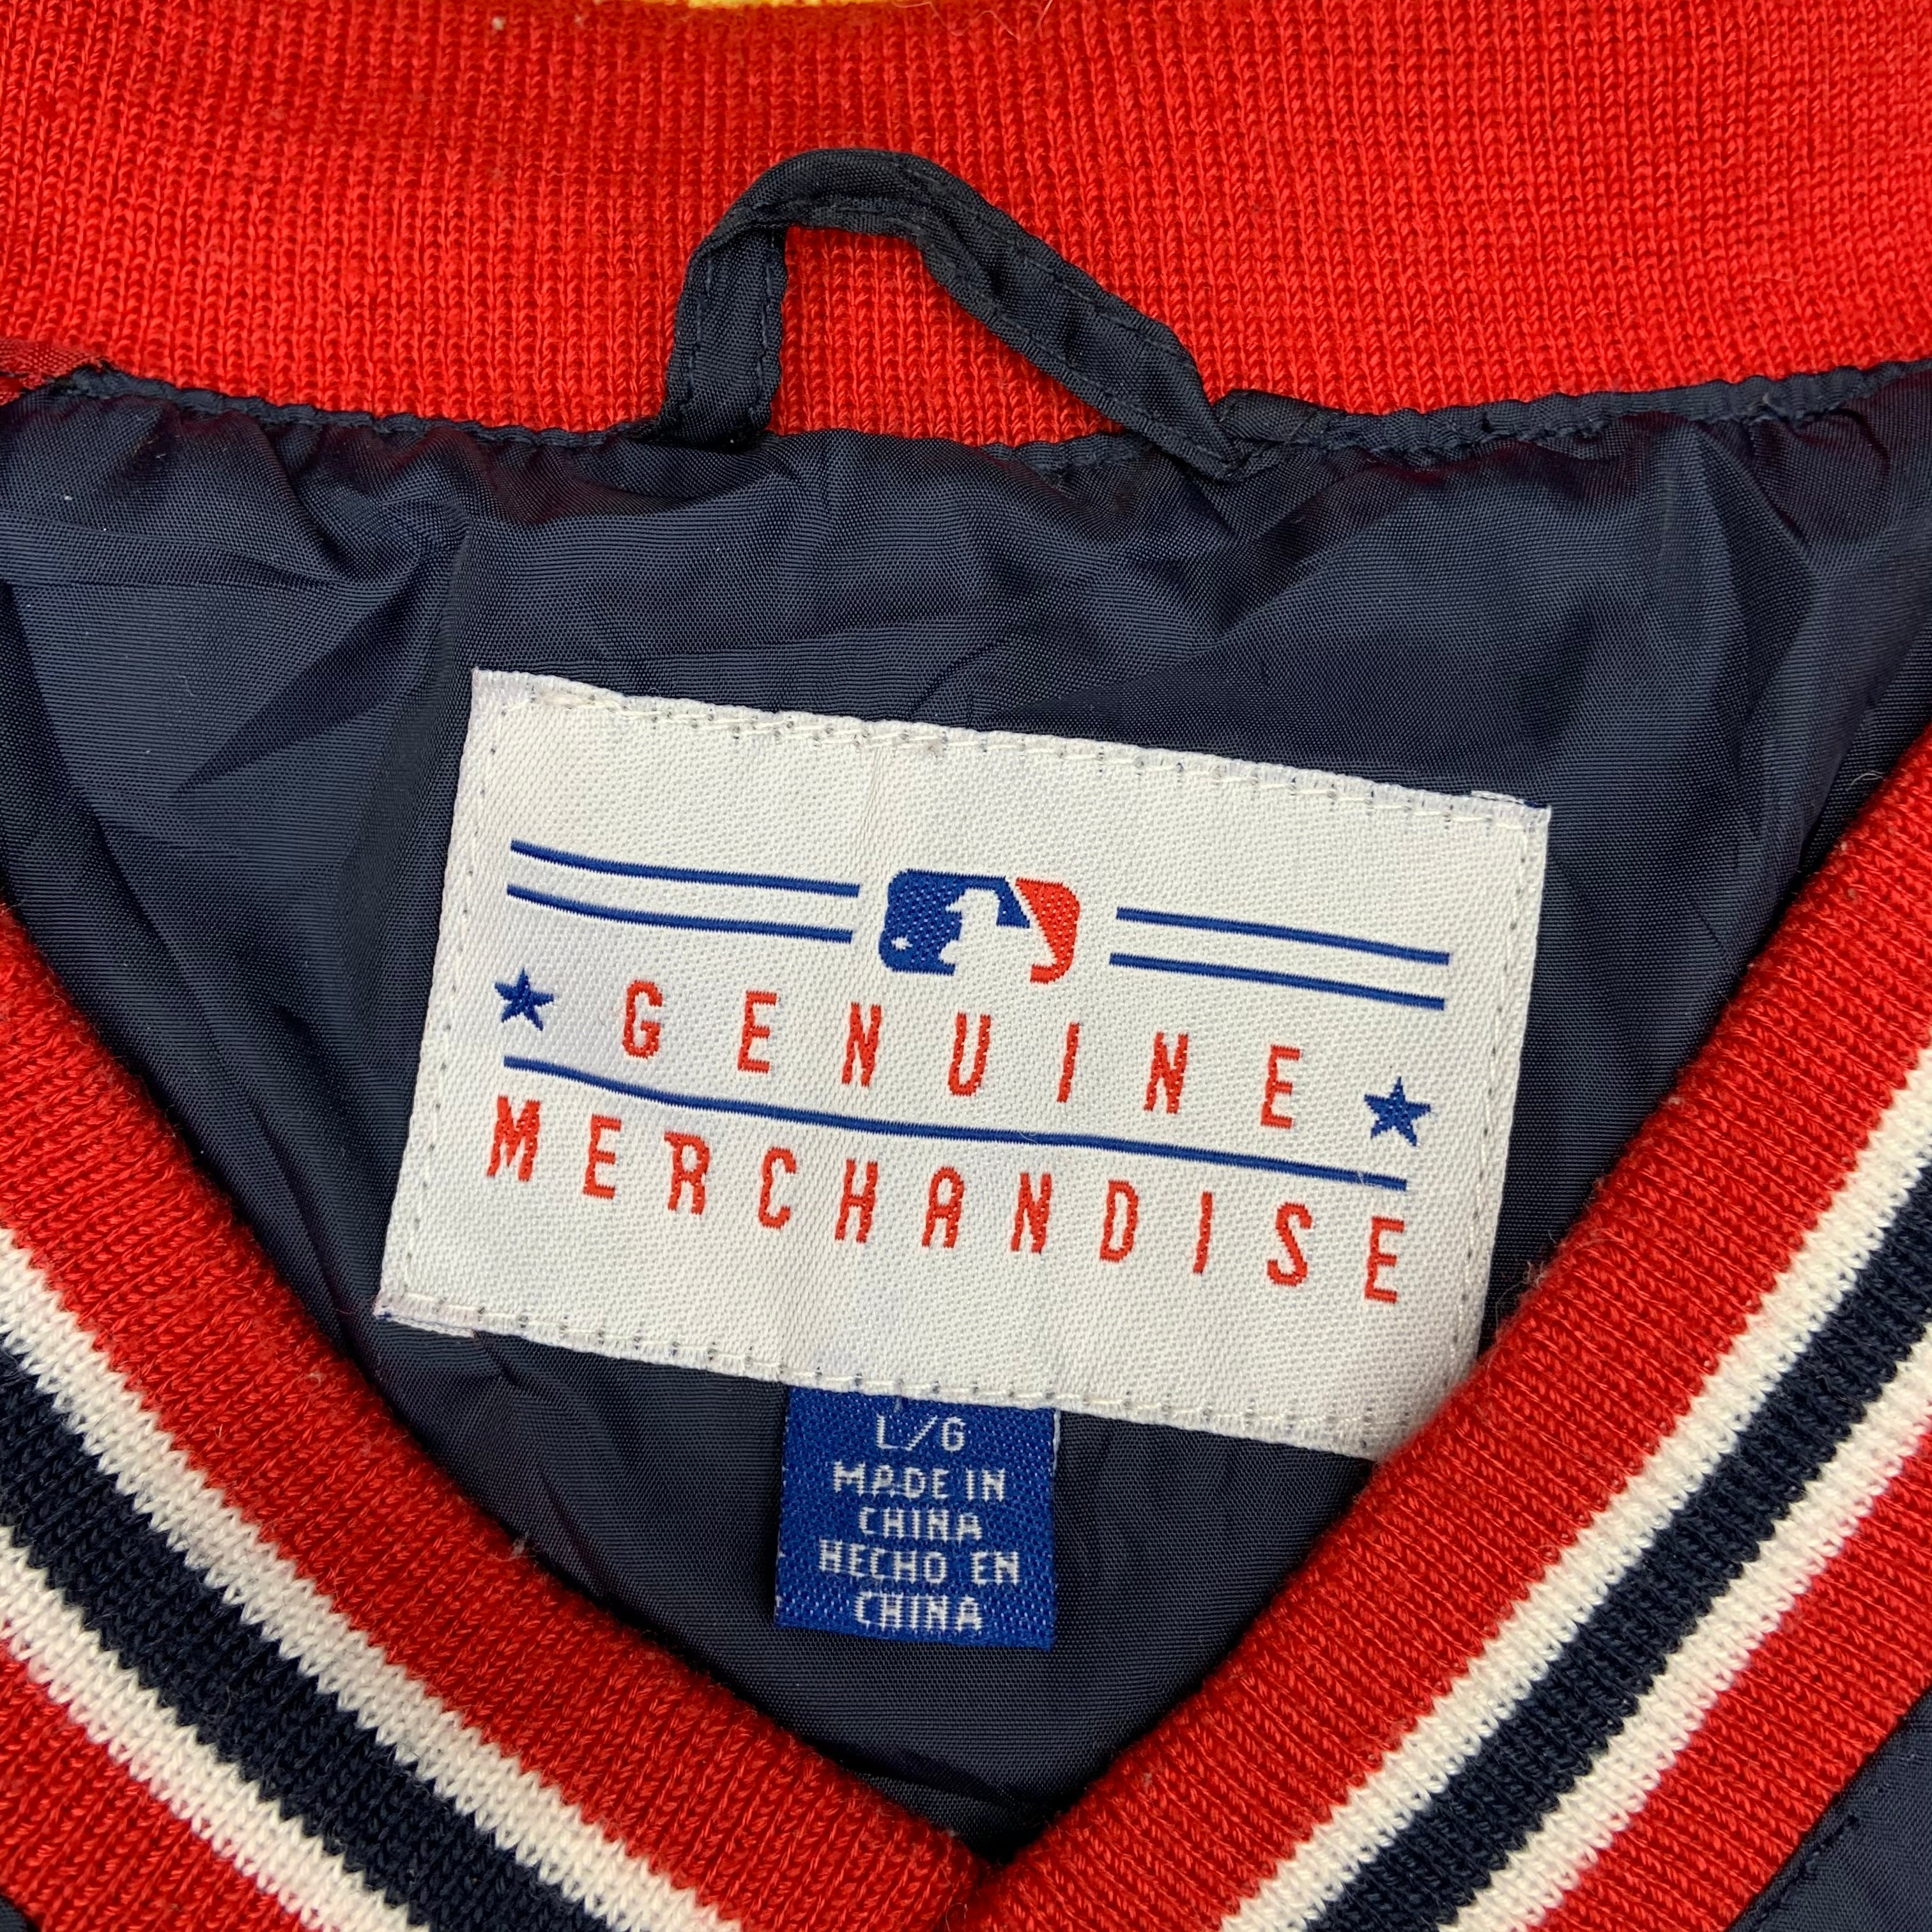 GENUINE
MERCHANDISE
L/G
MADE IN
CHINA
HECHO EN
CHINA